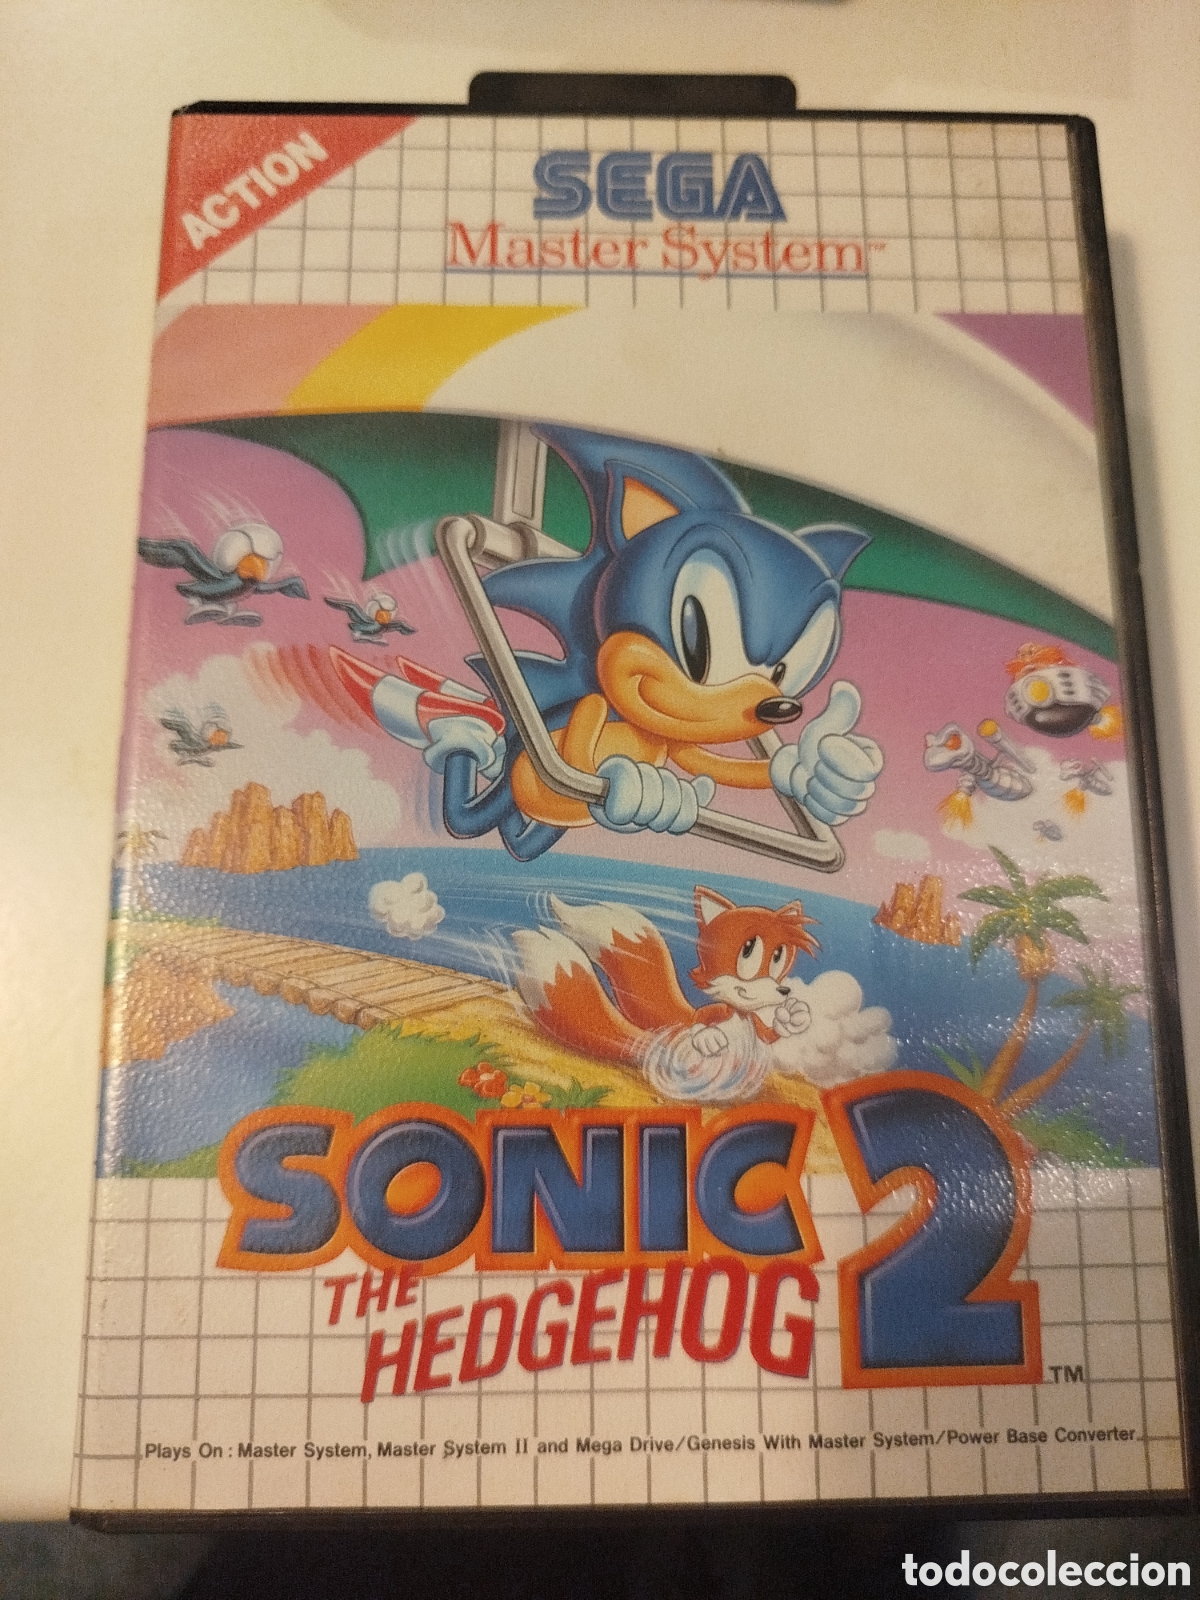 ACTION
SEGA
Master System™
SONIC 2
THE
HEDGEHOG
TM
Plays On : Master System, Master System II and Mega Drive/Genesis With Master System/Power Base Converter.
todocoleccion